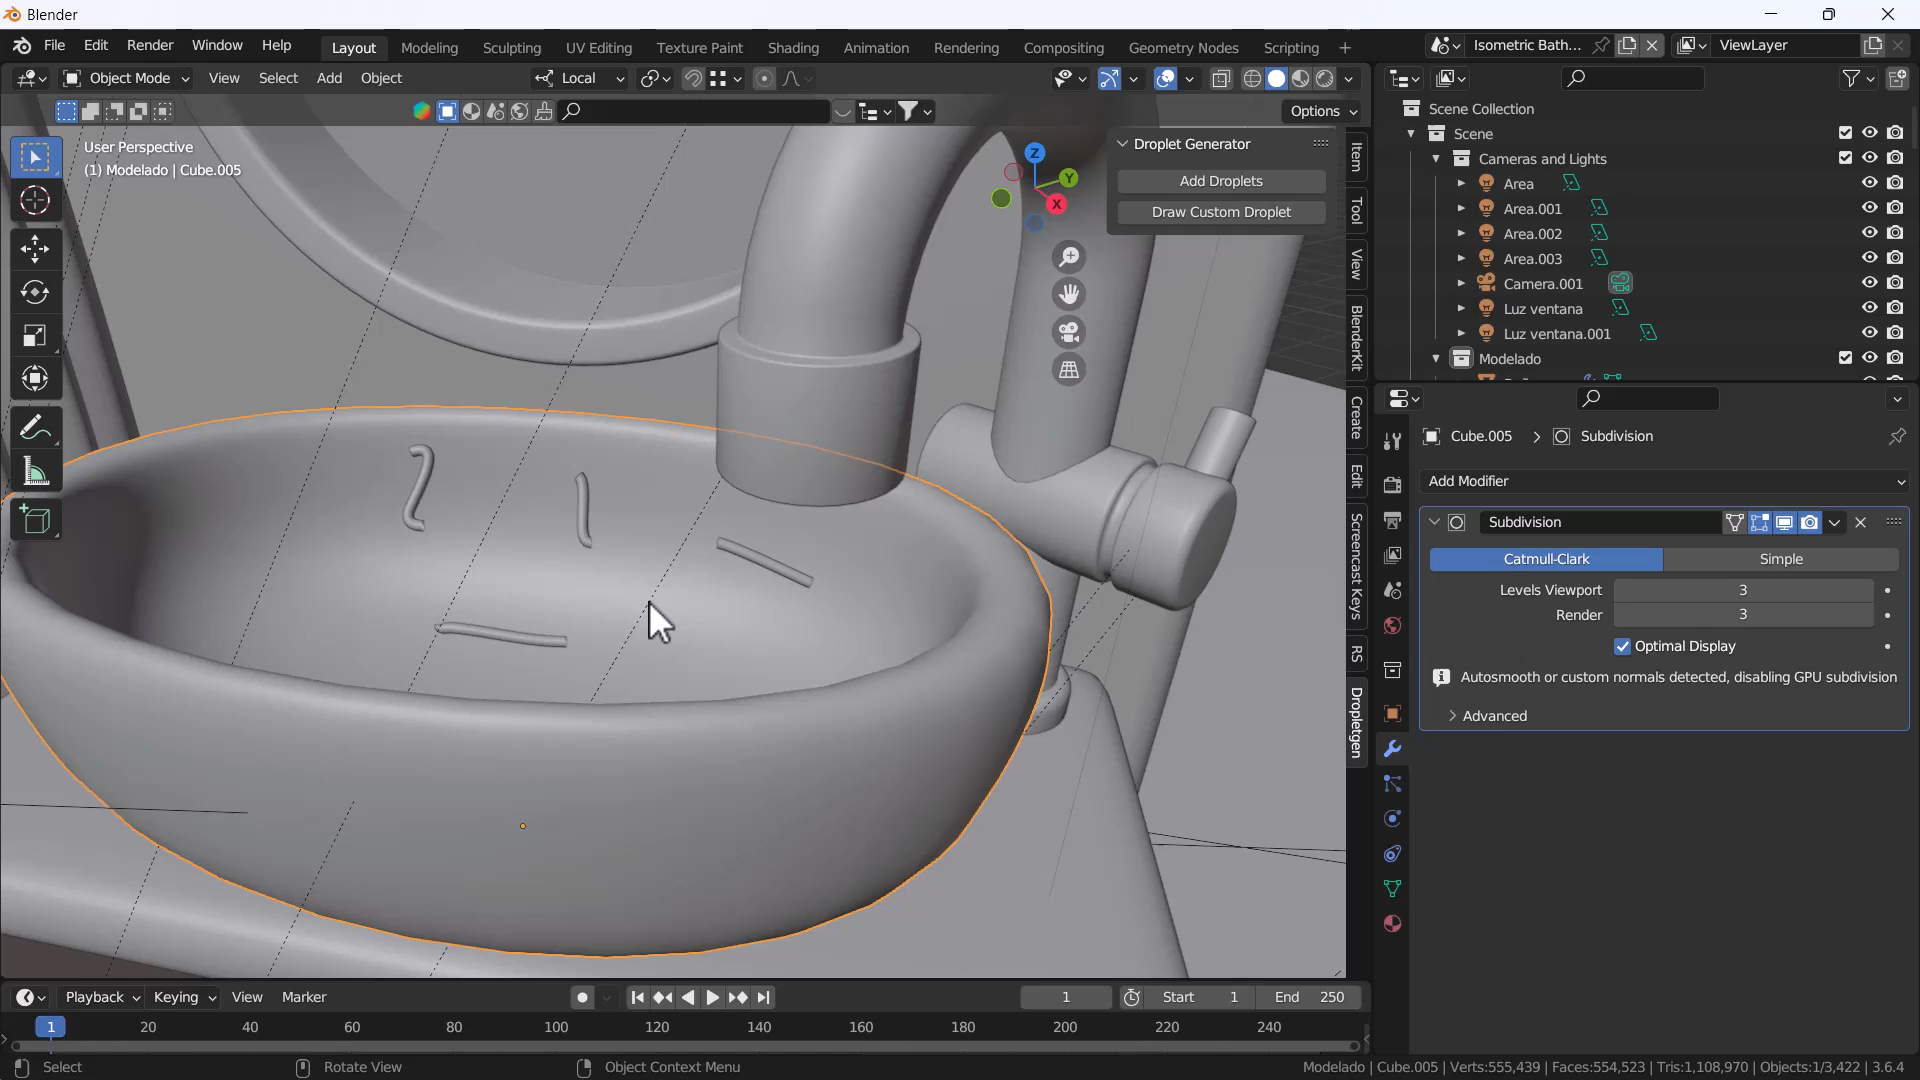 Blender
File Edit Render Window Help
Layout Modeling Sculpting UV Editing Texture Paint Shading Animation Rendering Compositing Geometry Nodes Scripting +
Isometric Bath... ViewLayer
Object Mode View Select Add Object
Local
Options
User Perspective
(1) Modelado | Cube.005
Z
Y
X
Droplet Generator
Add Droplets
Draw Custom Droplet
Item
Tool
View
BlenderKit
Create
Edit
Screencast Keys
RS
Dropletgen
Scene Collection
Scene
Cameras and Lights
Area
Area.001
Area.002
Area.003
Camera.001
Luz ventana
Luz ventana.001
Modelado
Cube.005 > Subdivision
Add Modifier
Subdivision
Catmull-Clark Simple
Levels Viewport 3
Render 3
Optimal Display
Autosmooth or custom normals detected, disabling GPU subdivision
Advanced
Playback Keying View Marker
1 Start 1 End 250
1 20 40 60 80 100 120 140 160 180 200 220 240
Select Rotate View Object Context Menu
Modelado | Cube.005 | Verts:555,439 | Faces:554,523 | Tris:1,108,970 | Objects:1/3,422 | 3.6.4